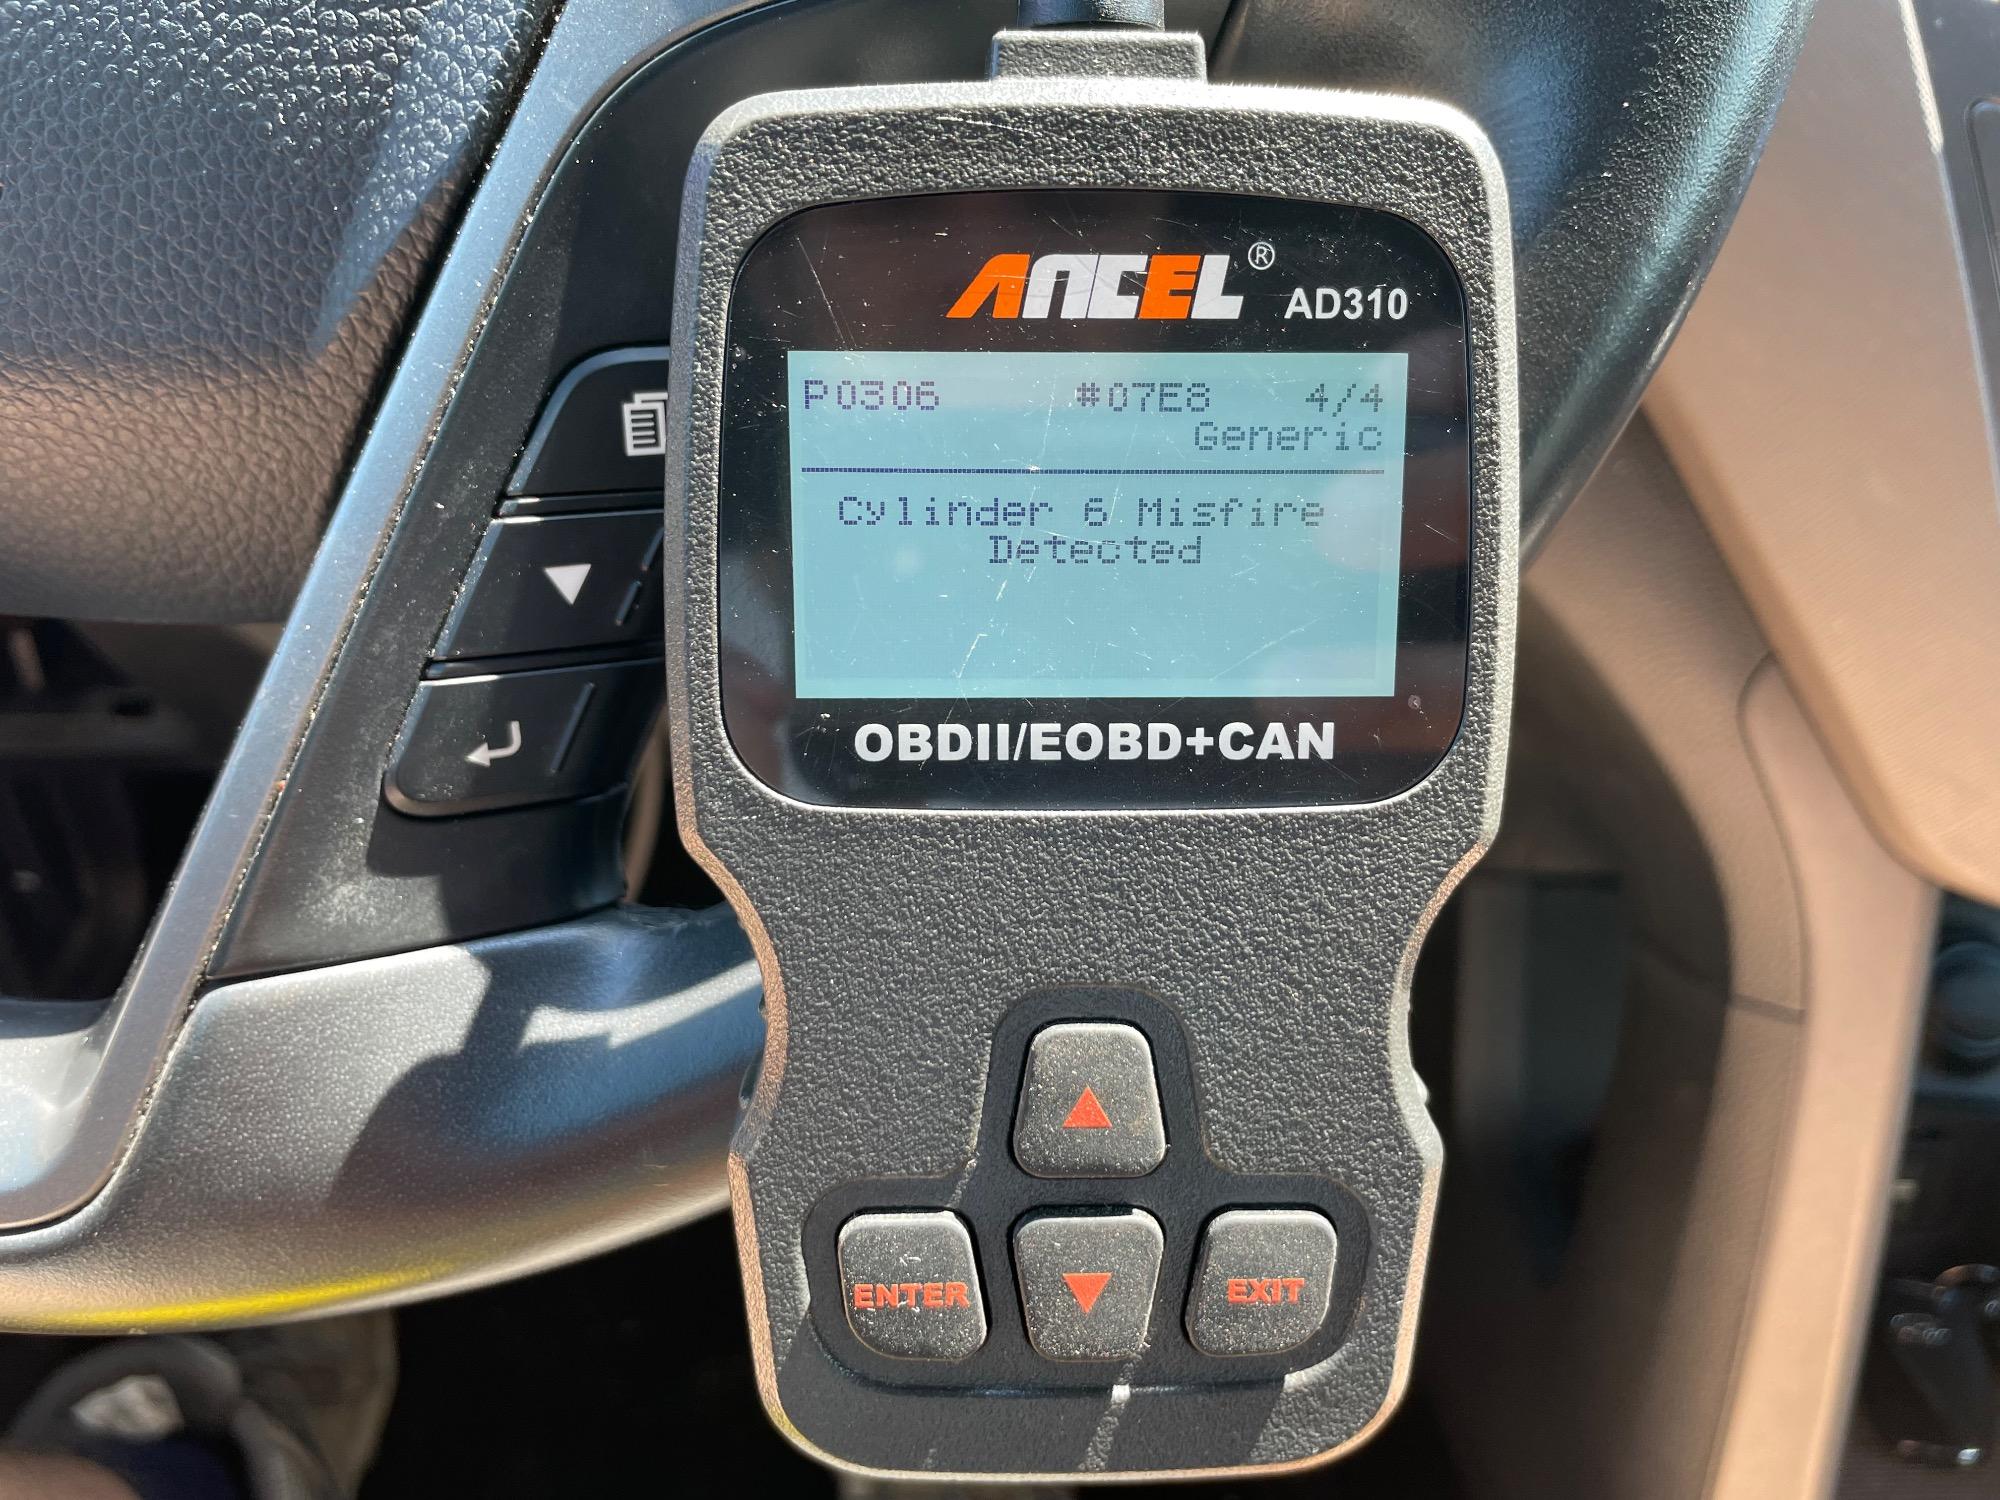 ANCEL®
AD310
P0306 #07E8 4/4
Generic
Cylinder 6 Misfire
Detected
OBDII/EOBD+CAN
ENTER
EXIT